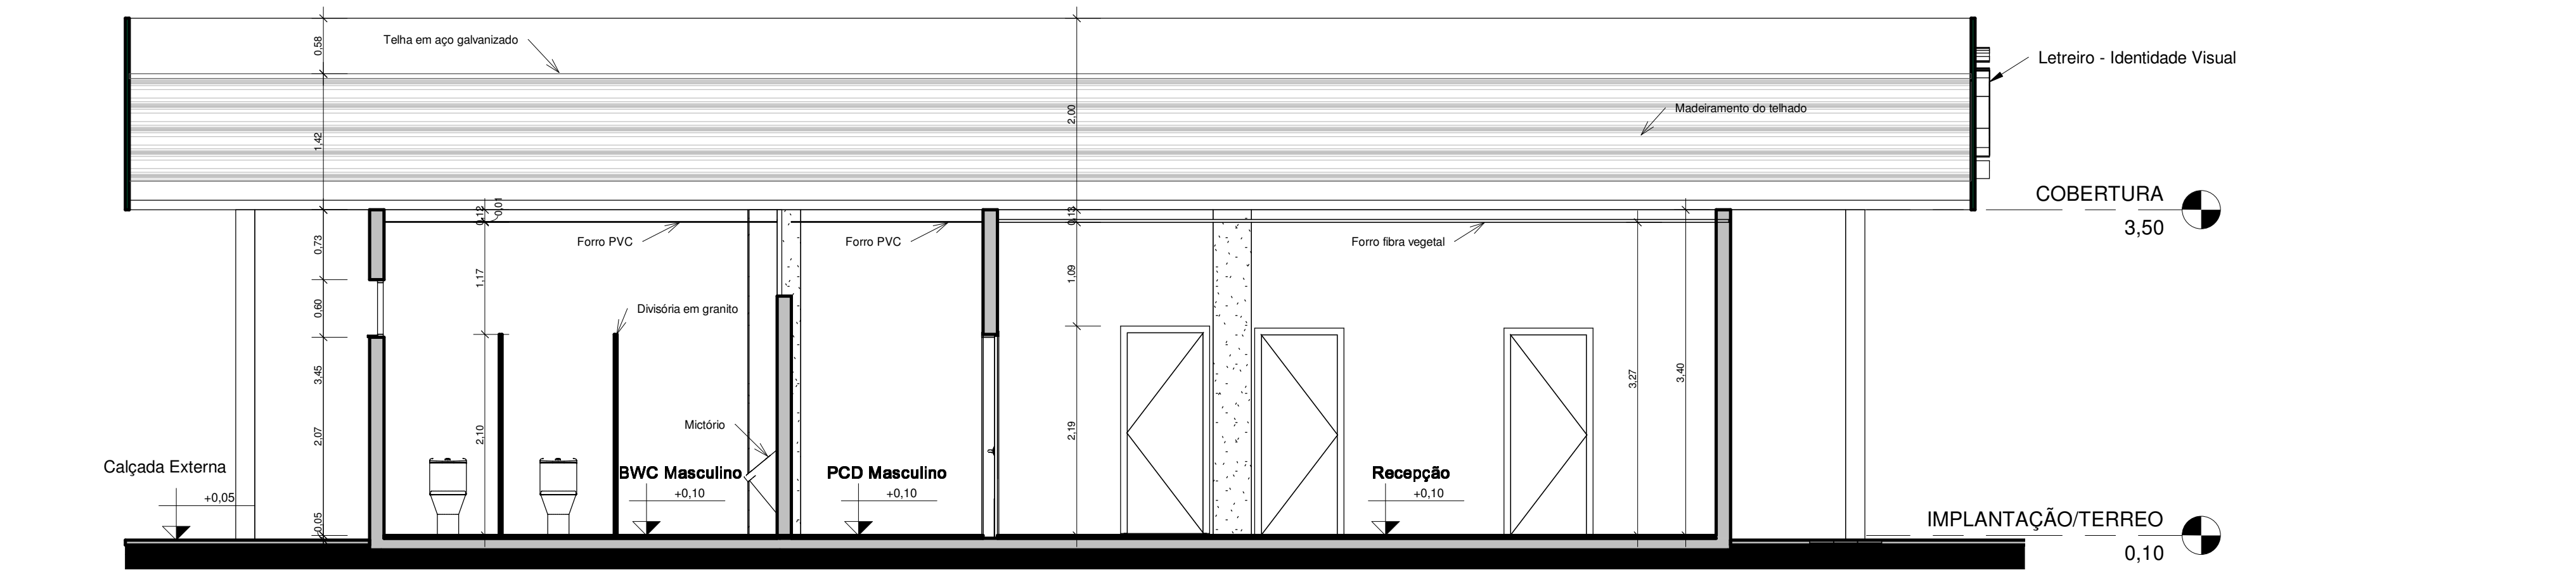 Telha em aço galvanizado
0,58
Letreiro - Identidade Visual
2,00
Madeiramento do telhado
1,42
COBERTURA
3,50
0,12
0,01
0,13
0,73
Forro PVC
Forro PVC
Forro fibra vegetal
1,17
1,09
0,60
Divisória em granito
3,45
3,27
3,40
2,07
2,10
2,19
Mictório
Calçada Externa
+0,05
BWC Masculino
+0,10
PCD Masculino
+0,10
Recepção
+0,10
0,05
IMPLANTAÇÃO/TERREO
0,10